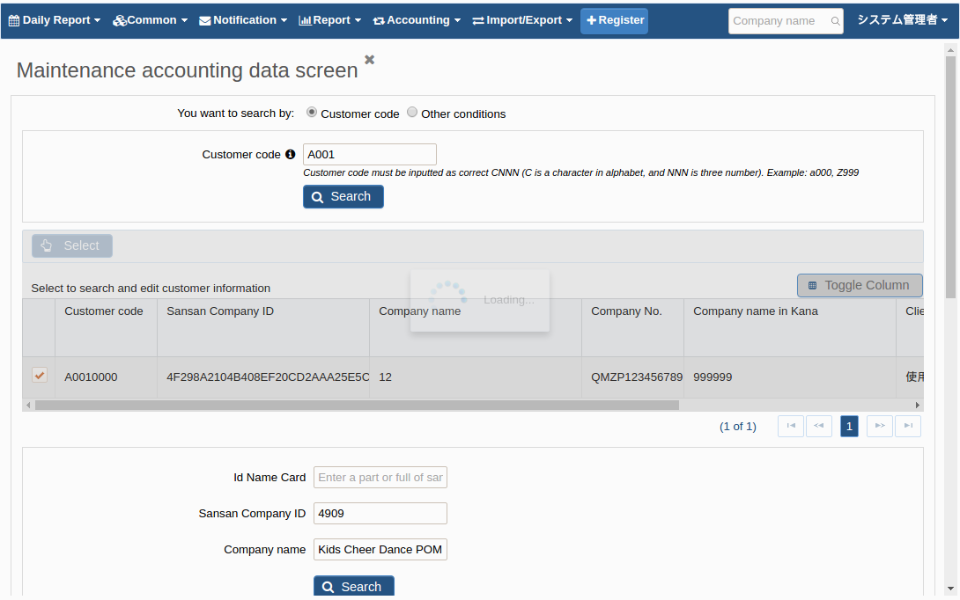 Daily Report Common Notification Report Accounting Import/Export Register Company name システム管理者
Maintenance accounting data screen
You want to search by: Customer code Other conditions
Customer code A001
Customer code must be inputted as correct CNNN (C is a character in alphabet, and NNN is three number). Example: a000, Z999
Search
Select
Loading...
Select to search and edit customer information Toggle Column
Customer code Sansan Company ID Company name Company No. Company name in Kana Clie
A0010000 4F298A2104B408EF20CD2AAA25E5C 12 QMZP123456789 999999 使用
(1 of 1) 1
Id Name Card Enter a part or full of sar
Sansan Company ID 4909
Company name Kids Cheer Dance POM
Search